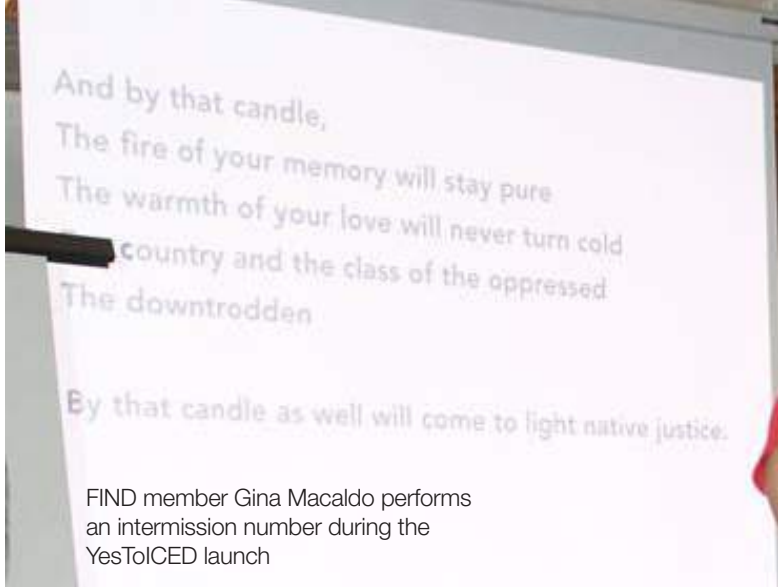 And by that candle,
The fire of your memory will stay pure
The warmth of your love will never turn cold
country and the class of the oppressed
The downtrodden
By that candle as well will come to light native justice.
FIND member Gina Macaldo performs
an intermission number during the
YesToICED launch